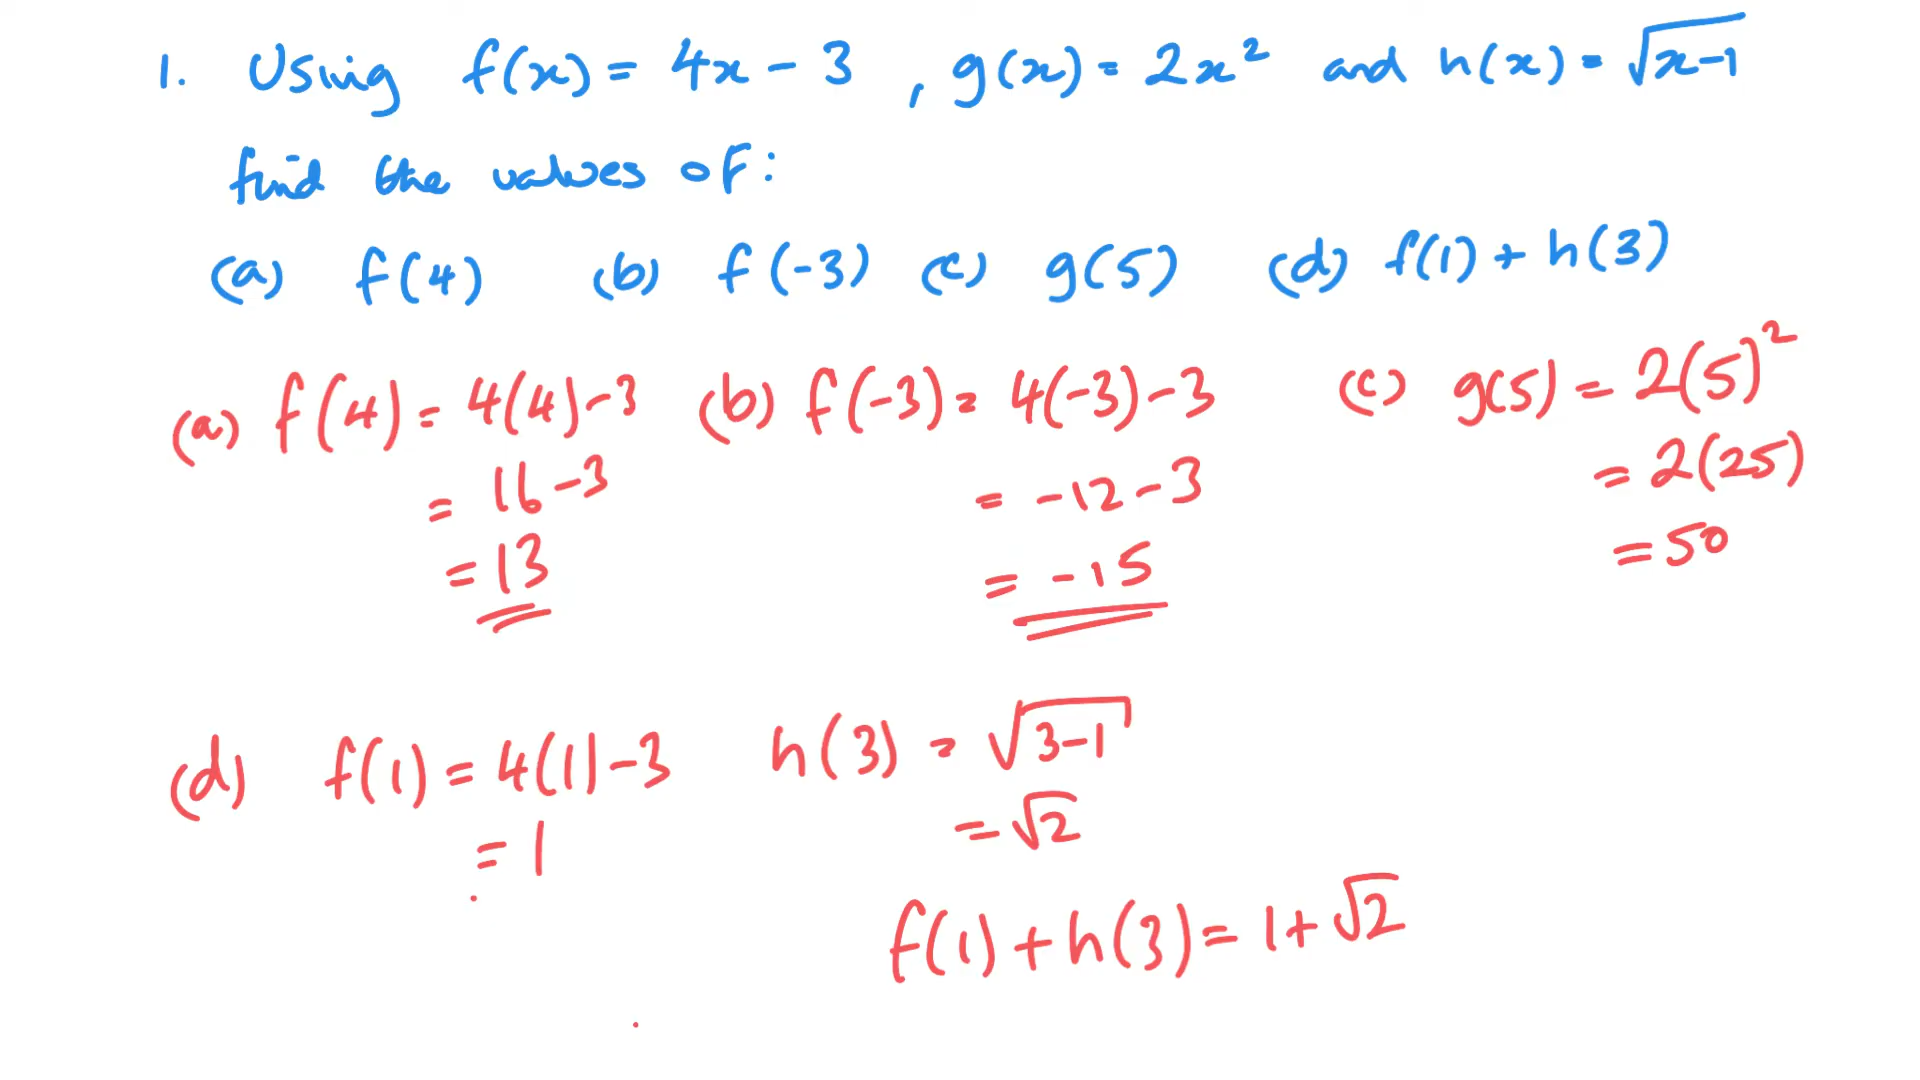 1. Using f(x) = 4x - 3 , g(x) = 2x² and h(x) = √(x-1)
find the values of:
(a) f(4) (b) f(-3) (c) g(5) (d) f(1) + h(3)
(a) f(4) = 4(4) - 3 (b) f(-3) = 4(-3) - 3 (c) g(5) = 2(5)²
= 16 - 3 = -12 - 3 = 2(25)
= 13 = -15 = 50
(d) f(1) = 4(1) - 3 h(3) = √(3-1)
= 1 = √2
f(1) + h(3) = 1 + √2